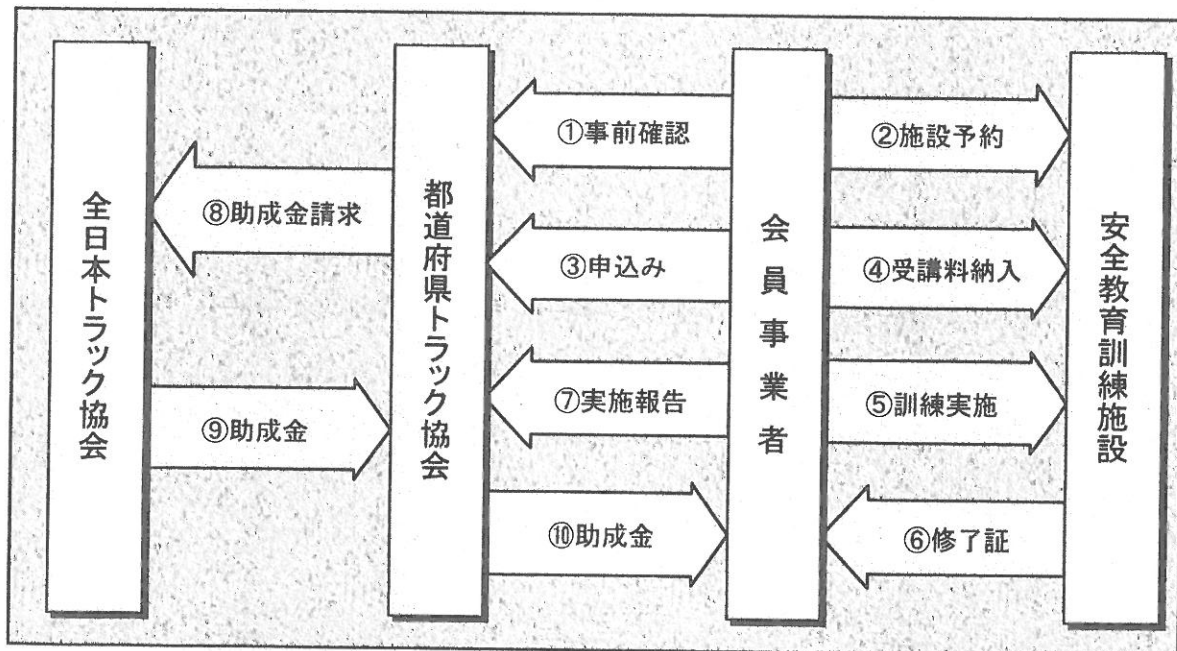 全日本トラック協会
都道府県トラック協会
会員事業者
安全教育訓練施設
①事前確認
②施設予約
③申込み
④受講料納入
⑤訓練実施
⑥修了証
⑦実施報告
⑧助成金請求
⑨助成金
⑩助成金